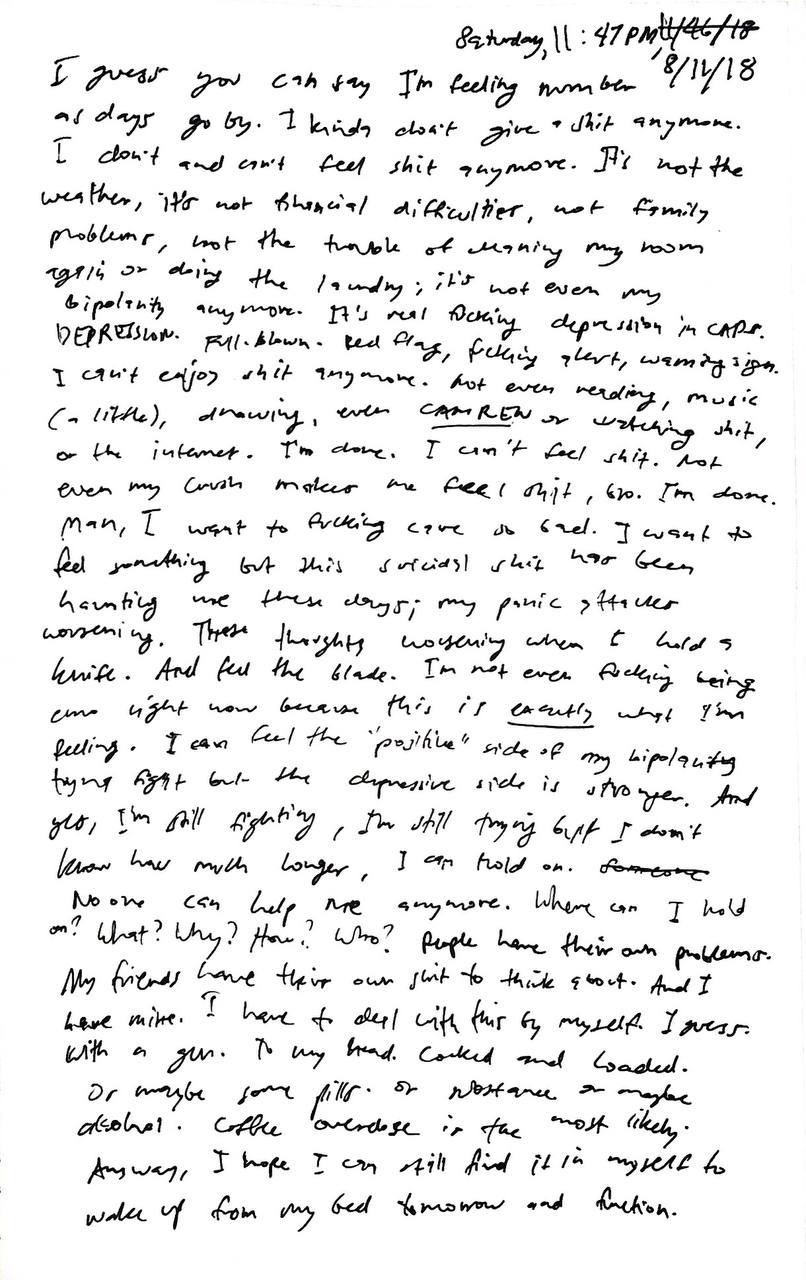 Saturday, 11:47 PM, 8/11/18
I guess you can say I'm feeling number
as days go by. I kinda don't give a shit anymore.
I don't and can't feel shit anymore. It's not the
weather, it's not financial difficulties, not family
problems, not the trouble of cleaning my room
again or doing the laundry; it's not even my
bipolarity anymore. It's real fucking depression in CAPS.
DEPRESSION. Full-blown. Red flag, fcking alert, warning sign.
I can't enjoy shit anymore. Not even reading, music
(a little), drawing, even CAMREN or watching shit,
or the internet. I'm done. I can't feel shit. Not
even my crush makes me feel shit, bro. I'm done.
Man, I want to fucking care so bad. I want to
feel something but this suicidal shit has been
haunting me these days; my panic attacks
worsening. These thoughts worsening when I hold a
knife. And feel the blade. I'm not even fucking being
emo right now because this is exactly what I'm
feeling. I can feel the "positive" side of my bipolarity
trying fight but the depressive side is stronger. And
yes, I'm still fighting, I'm still trying but I don't
know how much longer, I can hold on. Someone
No one can help me anymore. Where can I hold
on? What? Why? How? Who? People have their own problems.
My friends have their own shit to think about. And I
have mine. I have to deal with this by myself. I guess.
With a gun. To my head. Cocked and loaded.
Or maybe some pills. or substance or maybe
alcohol. Coffee overdose is the most likely.
Anyway, I hope I can still find it in myself to
wake up from my bed tomorrow and function.